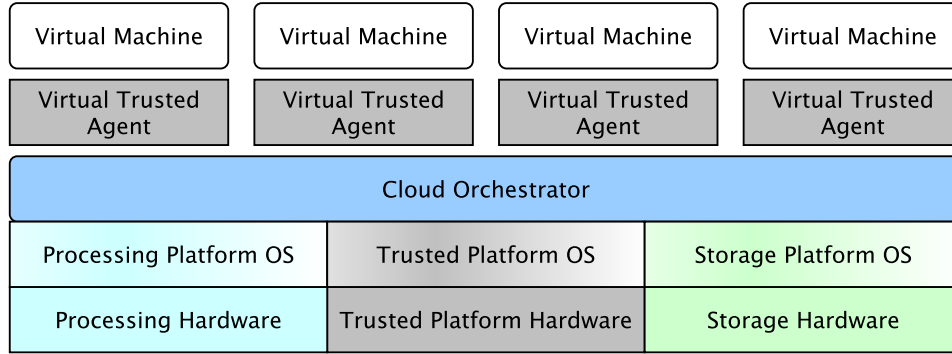 Virtual Machine Virtual Machine Virtual Machine Virtual Machine
Virtual Trusted Virtual Trusted Virtual Trusted Virtual Trusted
Agent Agent Agent Agent
Cloud Orchestrator
Processing Platform OS Trusted Platform OS Storage Platform OS
Processing Hardware Trusted Platform Hardware Storage Hardware